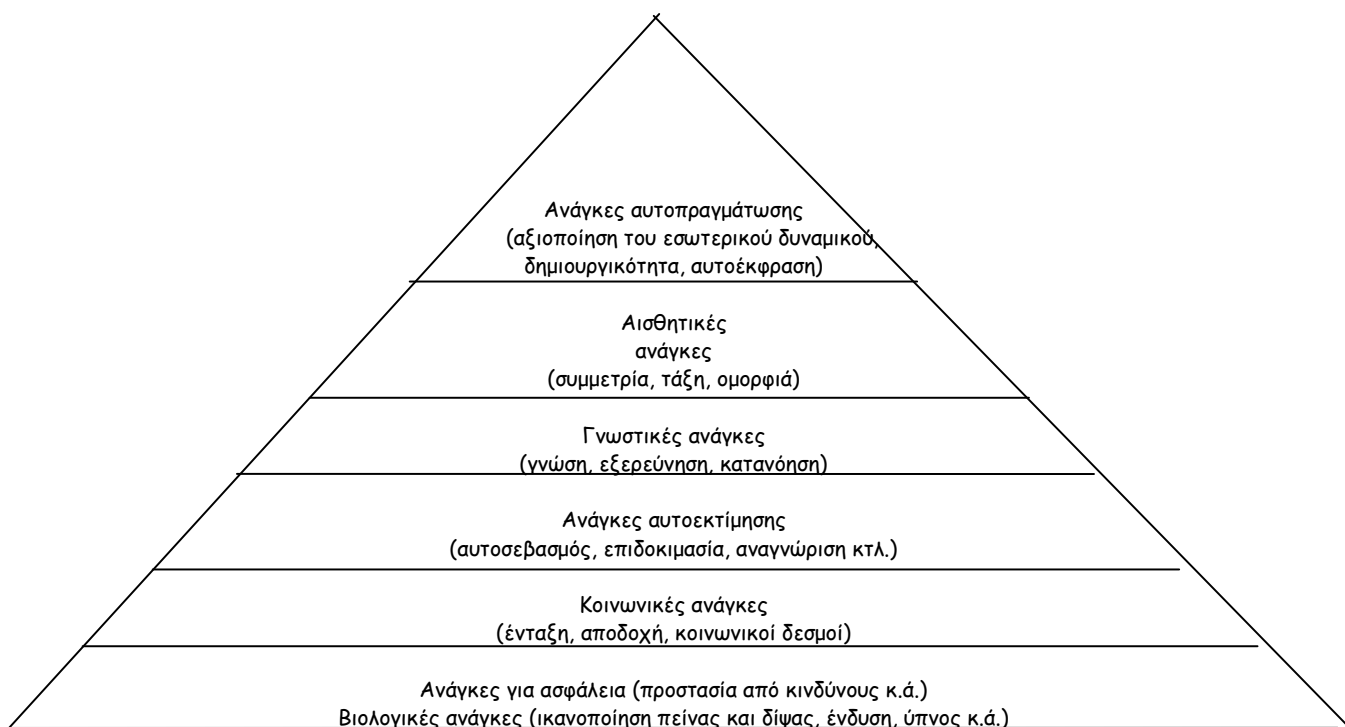 Ανάγκες αυτοπραγμάτωσης
(αξιοποίηση του εσωτερικού δυναμικού,
δημιουργικότητα, αυτοέκφραση)
Αισθητικές
ανάγκες
(συμμετρία, τάξη, ομορφιά)
Γνωστικές ανάγκες
(γνώση, εξερεύνηση, κατανόηση)
Ανάγκες αυτοεκτίμησης
(αυτοσεβασμός, επιδοκιμασία, αναγνώριση κτλ.)
Κοινωνικές ανάγκες
(ένταξη, αποδοχή, κοινωνικοί δεσμοί)
Ανάγκες για ασφάλεια (προστασία από κινδύνους κ.ά.)
Βιολογικές ανάγκες (ικανοποίηση πείνας και δίψας, ένδυση, ύπνος κ.ά.)